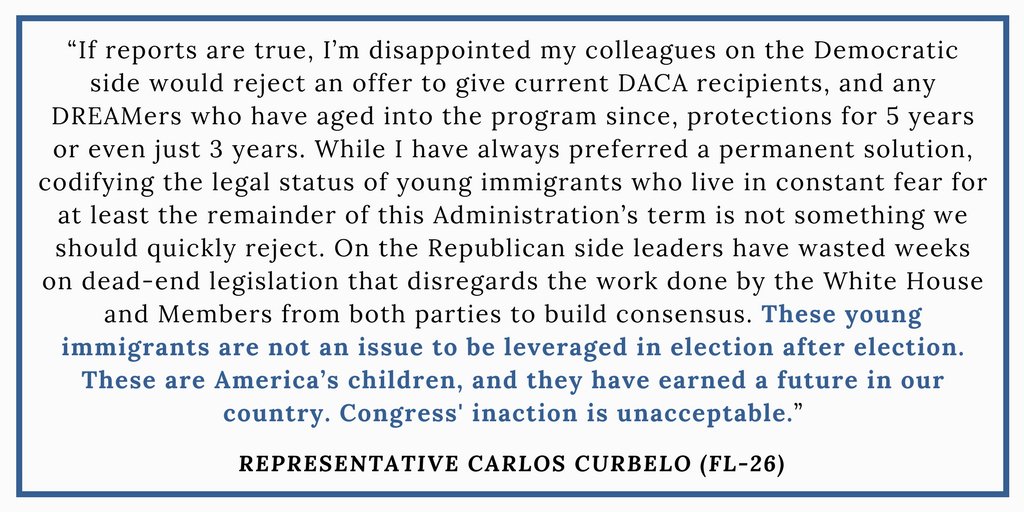 “If reports are true, I’m disappointed my colleagues on the Democratic
side would reject an offer to give current DACA recipients, and any
DREAMers who have aged into the program since, protections for 5 years
or even just 3 years. While I have always preferred a permanent solution,
codifying the legal status of young immigrants who live in constant fear for
at least the remainder of this Administration’s term is not something we
should quickly reject. On the Republican side leaders have wasted weeks
on dead-end legislation that disregards the work done by the White House
and Members from both parties to build consensus. These young
immigrants are not an issue to be leveraged in election after election.
These are America’s children, and they have earned a future in our
country. Congress' inaction is unacceptable.”
REPRESENTATIVE CARLOS CURBELO (FL-26)